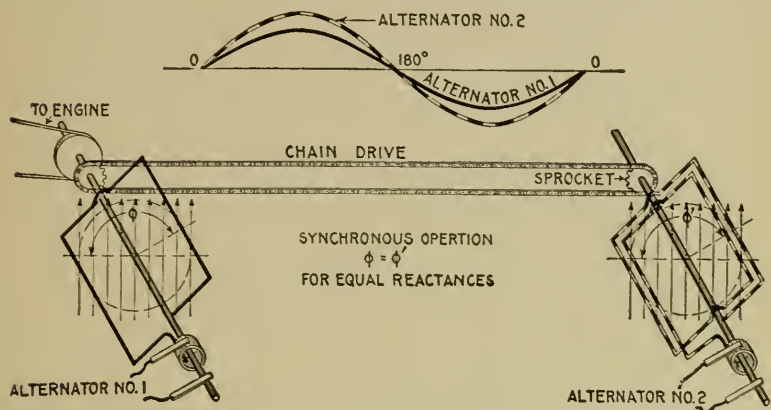 ALTERNATOR NO. 2
0
180°
0
ALTERNATOR NO. 1
TO ENGINE
CHAIN DRIVE
SPROCKET
ϕ
ϕ′
SYNCHRONOUS OPERTION
ϕ = ϕ′
FOR EQUAL REACTANCES
ALTERNATOR NO. 1
ALTERNATOR NO. 2